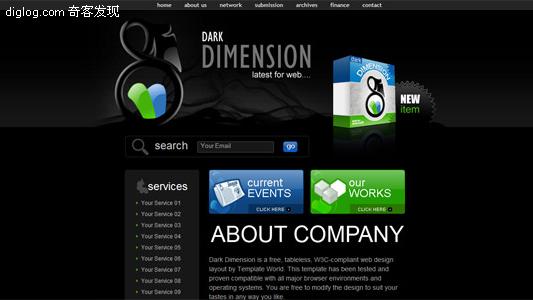 home about us network submission archives finance contact
diglog.com 奇客发现
DARK
DIMENSION
latest for web....
dark
DIMENSION
NEW
item
search Your Email go
services
Your Service 01
Your Service 02
Your Service 03
Your Service 04
Your Service 05
Your Service 06
Your Service 07
Your Service 08
Your Service 09
current
EVENTS
CLICK HERE
our
WORKS
CLICK HERE
ABOUT COMPANY
Dark Dimension is a free, tableless, W3C-compliant web design
layout by Template World. This template has been tested and
proven compatible with all major browser environments and
operating systems. You are free to modify the design to suit your
tastes in any way you like.